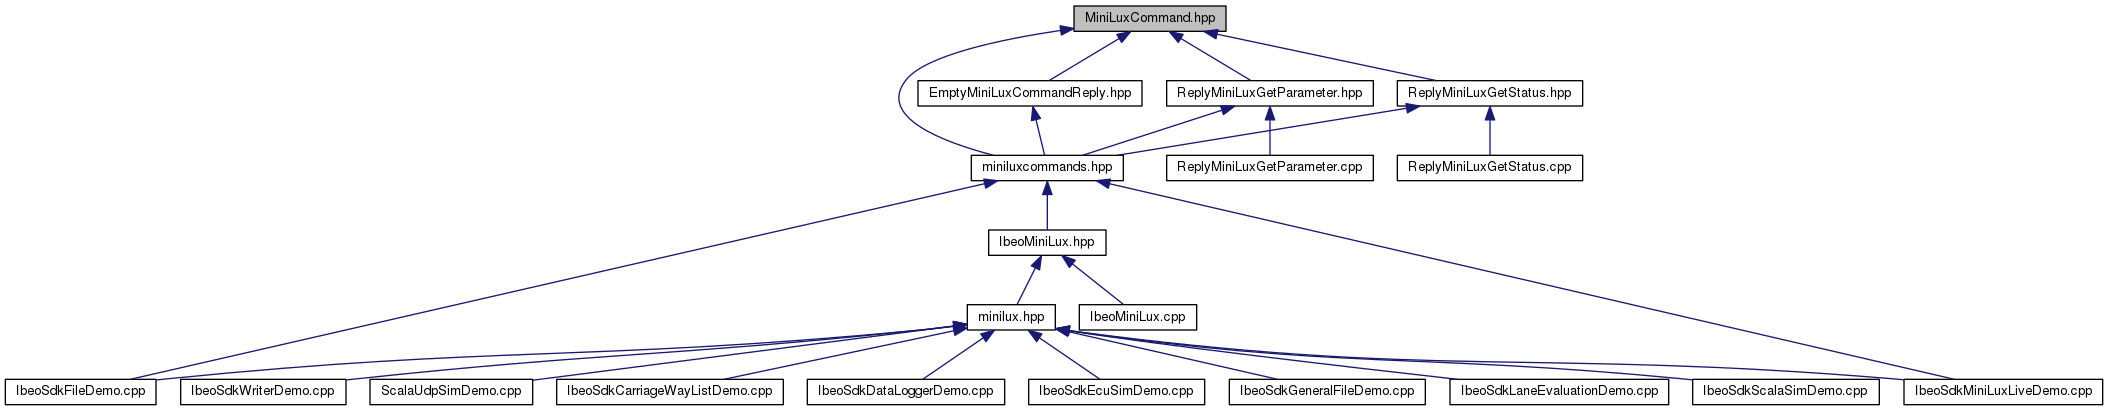 MiniLuxCommand.hpp
EmptyMiniLuxCommandReply.hpp
ReplyMiniLuxGetParameter.hpp
ReplyMiniLuxGetStatus.hpp
miniluxcommands.hpp
ReplyMiniLuxGetParameter.cpp
ReplyMiniLuxGetStatus.cpp
IbeoMiniLux.hpp
minilux.hpp
IbeoMiniLux.cpp
IbeoSdkFileDemo.cpp
IbeoSdkWriterDemo.cpp
ScalaUdpSimDemo.cpp
IbeoSdkCarriageWayListDemo.cpp
IbeoSdkDataLoggerDemo.cpp
IbeoSdkEcuSimDemo.cpp
IbeoSdkGeneralFileDemo.cpp
IbeoSdkLaneEvaluationDemo.cpp
IbeoSdkScalaSimDemo.cpp
IbeoSdkMiniLuxLiveDemo.cpp